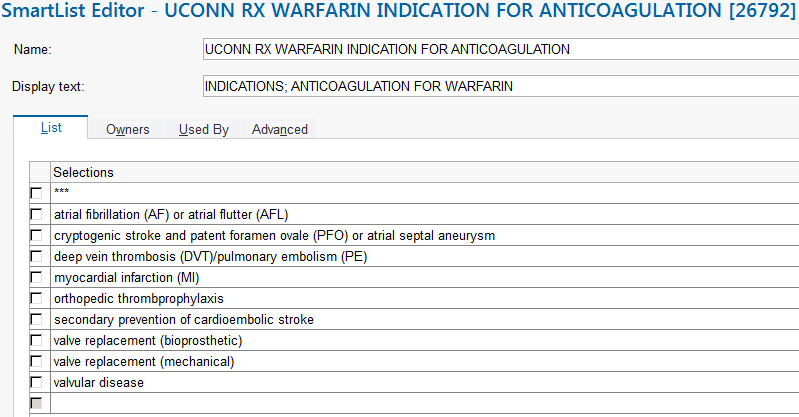 SmartList Editor - UCONN RX WARFARIN INDICATION FOR ANTICOAGULATION [26792]
Name: UCONN RX WARFARIN INDICATION FOR ANTICOAGULATION
Display text: INDICATIONS; ANTICOAGULATION FOR WARFARIN
List Owners Used By Advanced
Selections
***
atrial fibrillation (AF) or atrial flutter (AFL)
cryptogenic stroke and patent foramen ovale (PFO) or atrial septal aneurysm
deep vein thrombosis (DVT)/pulmonary embolism (PE)
myocardial infarction (MI)
orthopedic thrombprophylaxis
secondary prevention of cardioembolic stroke
valve replacement (bioprosthetic)
valve replacement (mechanical)
valvular disease